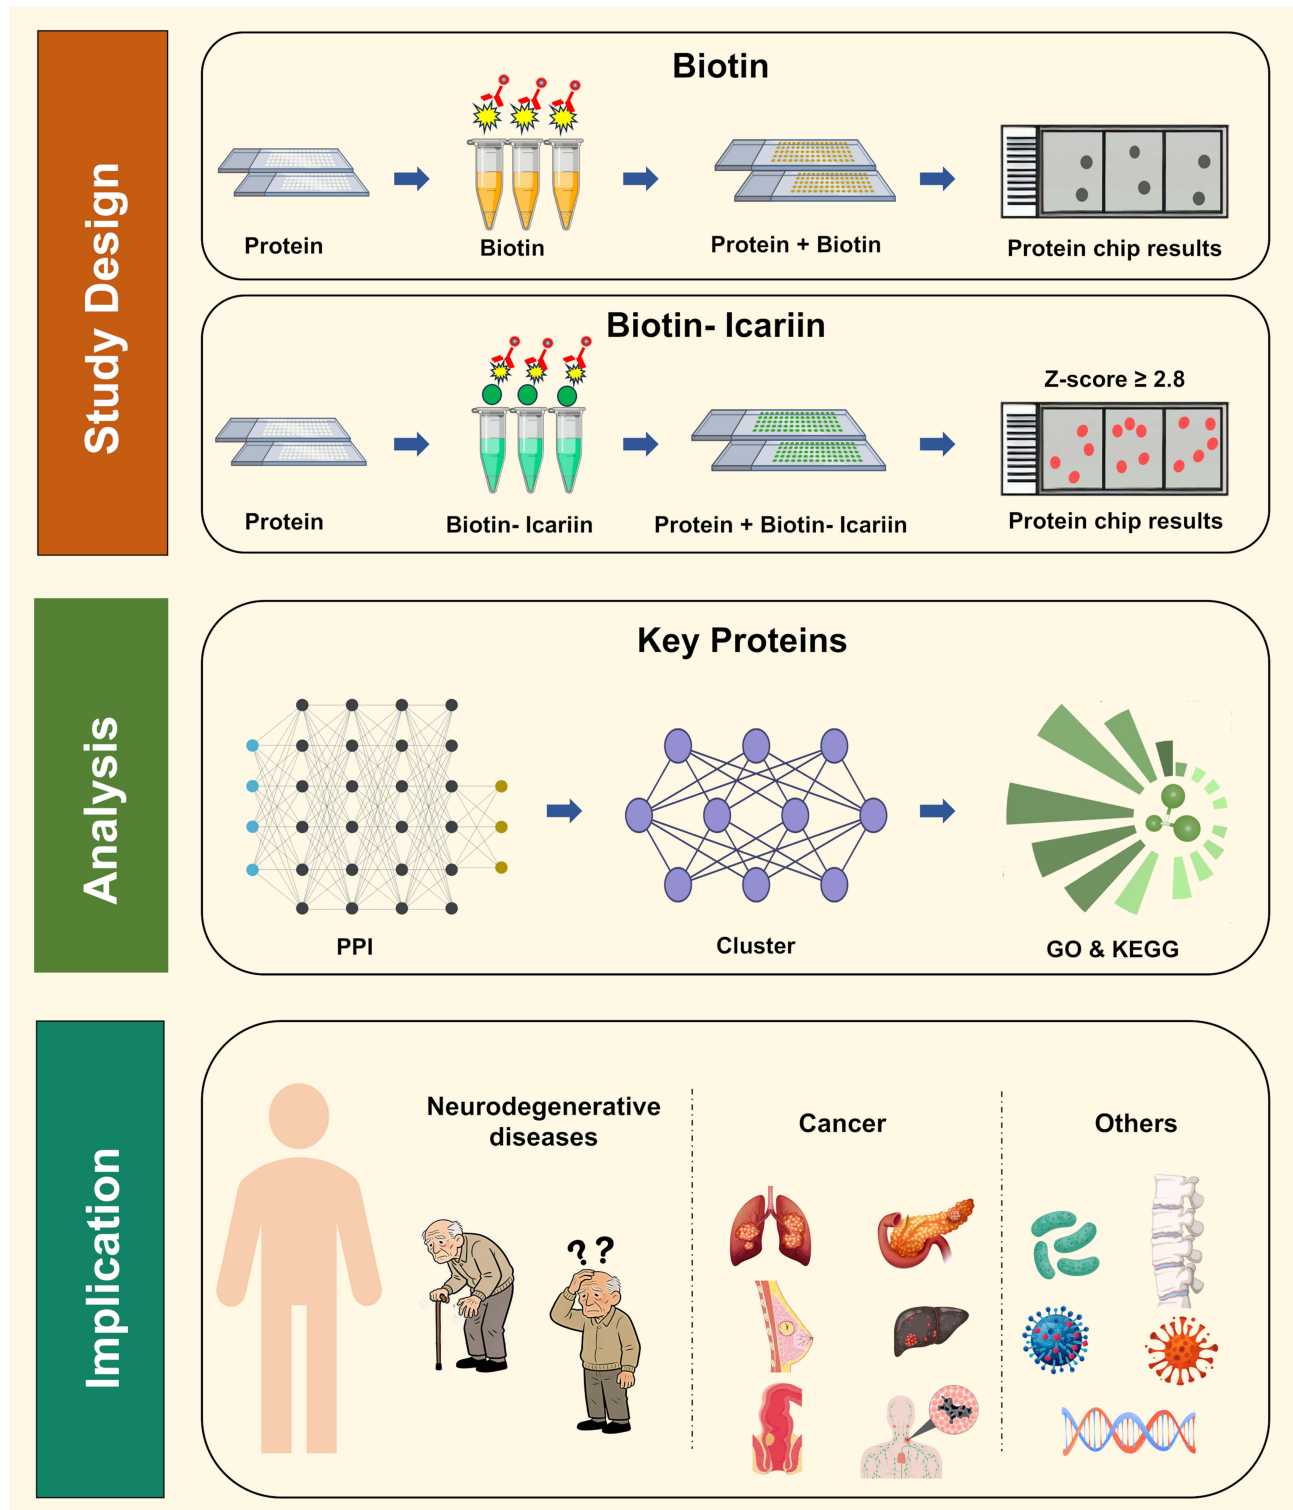 Study Design
Biotin
Protein
Biotin
Protein + Biotin
Protein chip results
Biotin- Icariin
Z-score ≥ 2.8
Protein
Biotin- Icariin
Protein + Biotin- Icariin
Protein chip results
Analysis
Key Proteins
PPI
Cluster
GO & KEGG
Implication
Neurodegenerative
diseases
Cancer
Others
? ?